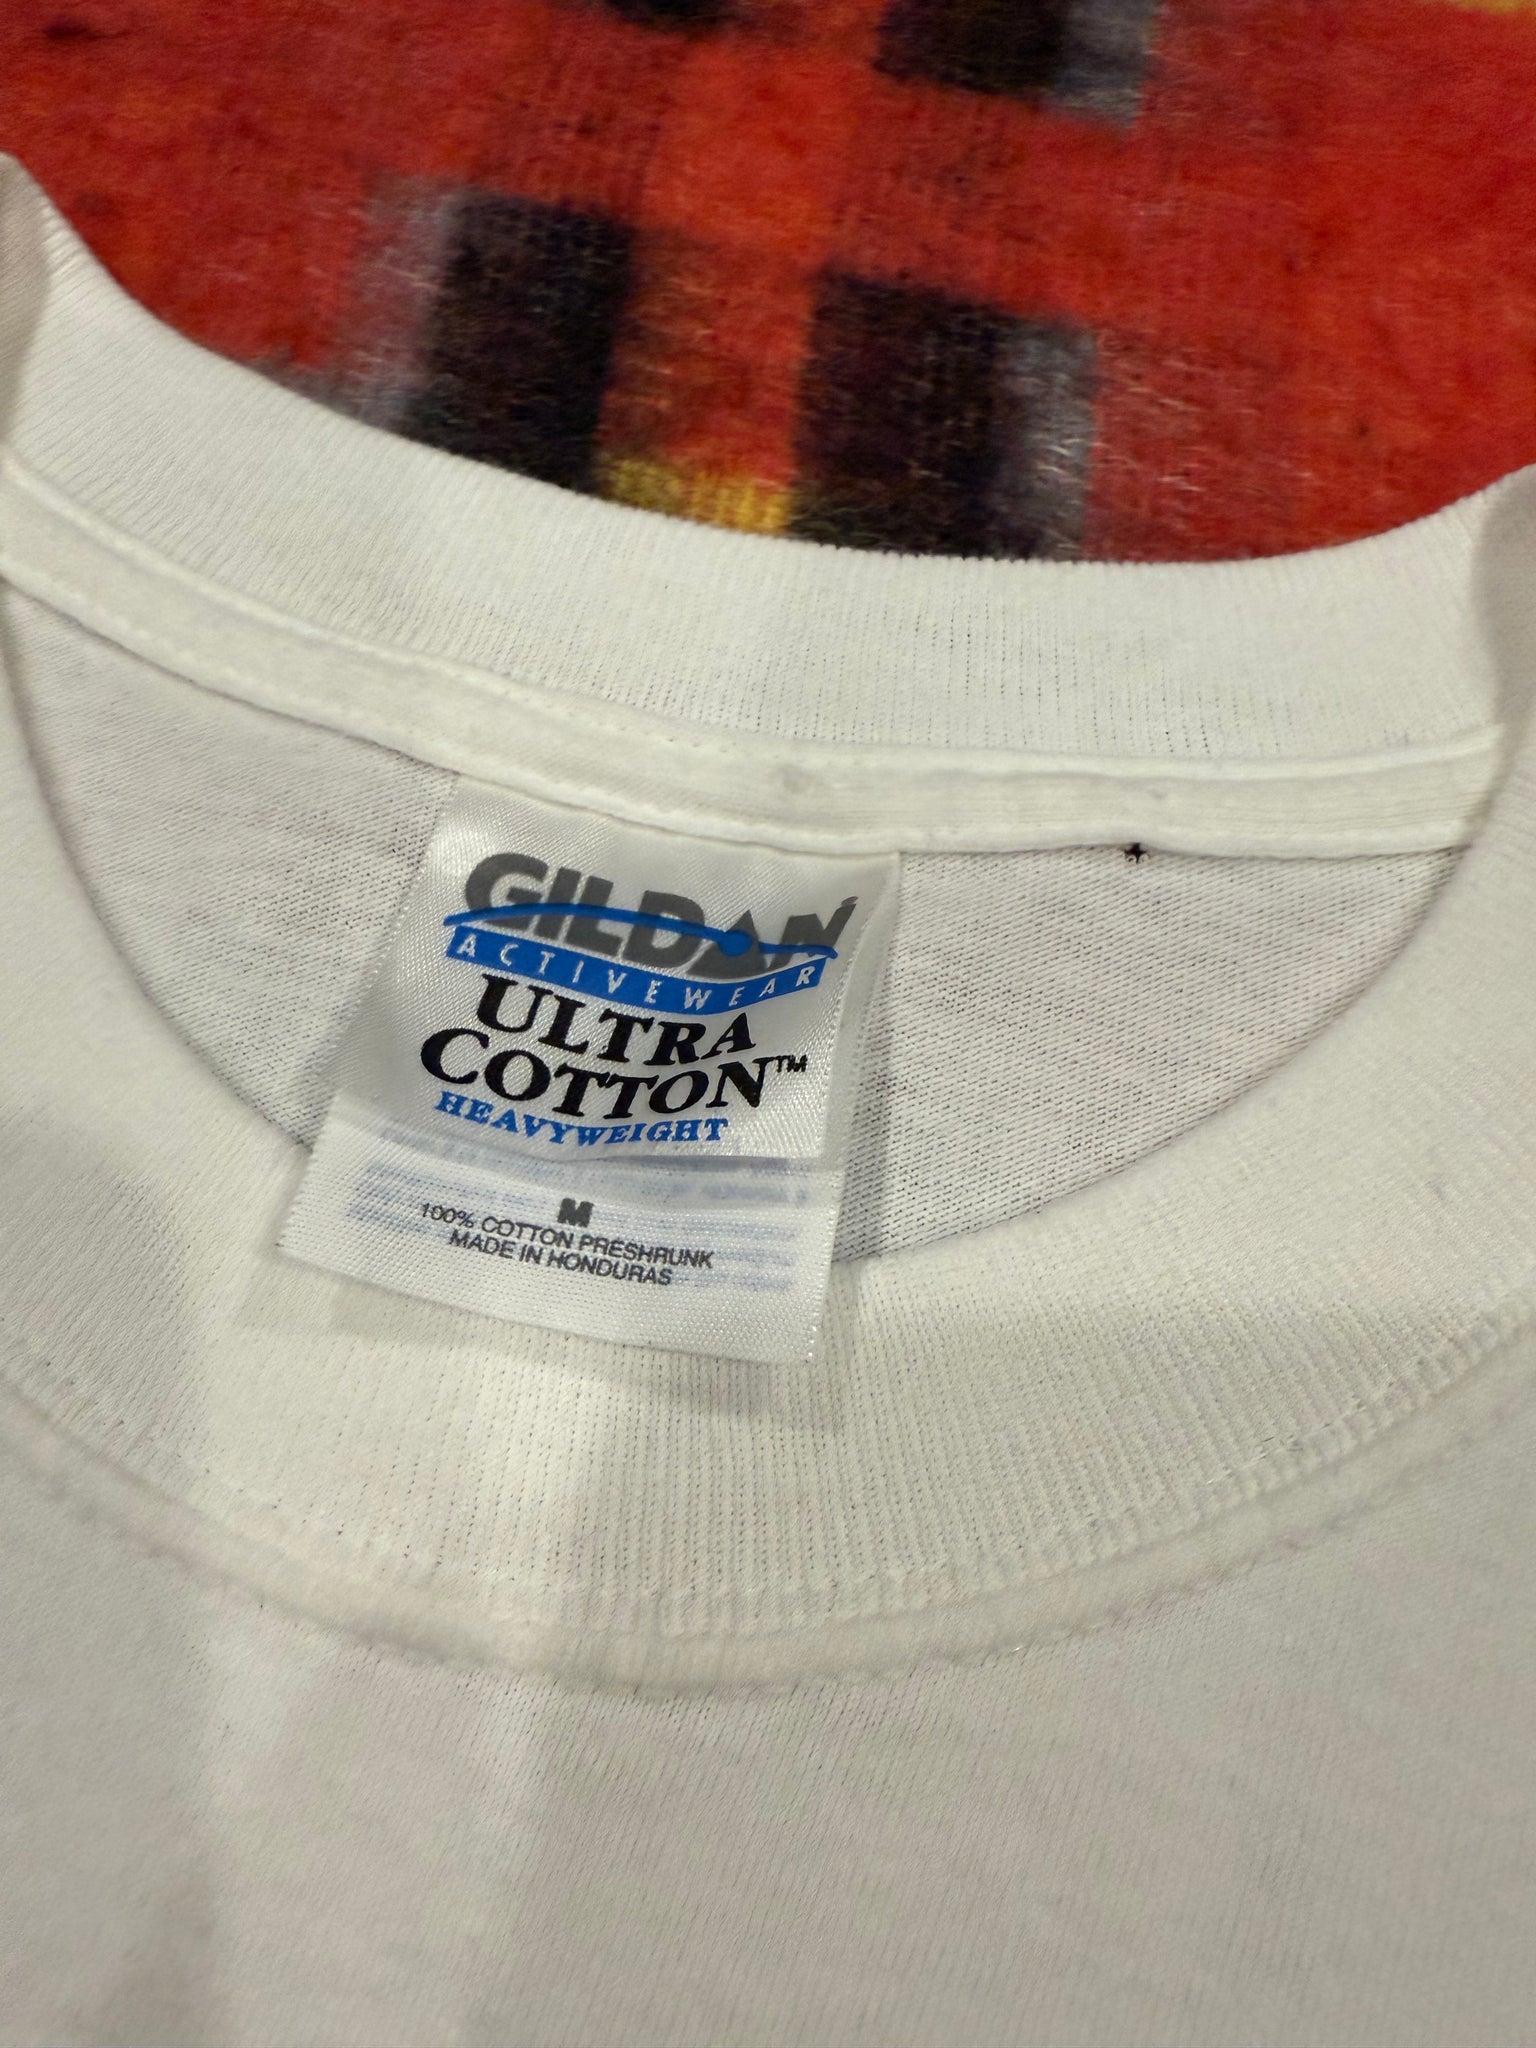 GILDAN
ACTIVEWEAR
ULTRA
COTTON™
HEAVYWEIGHT
M
100% COTTON PRESHRUNK
MADE IN HONDURAS